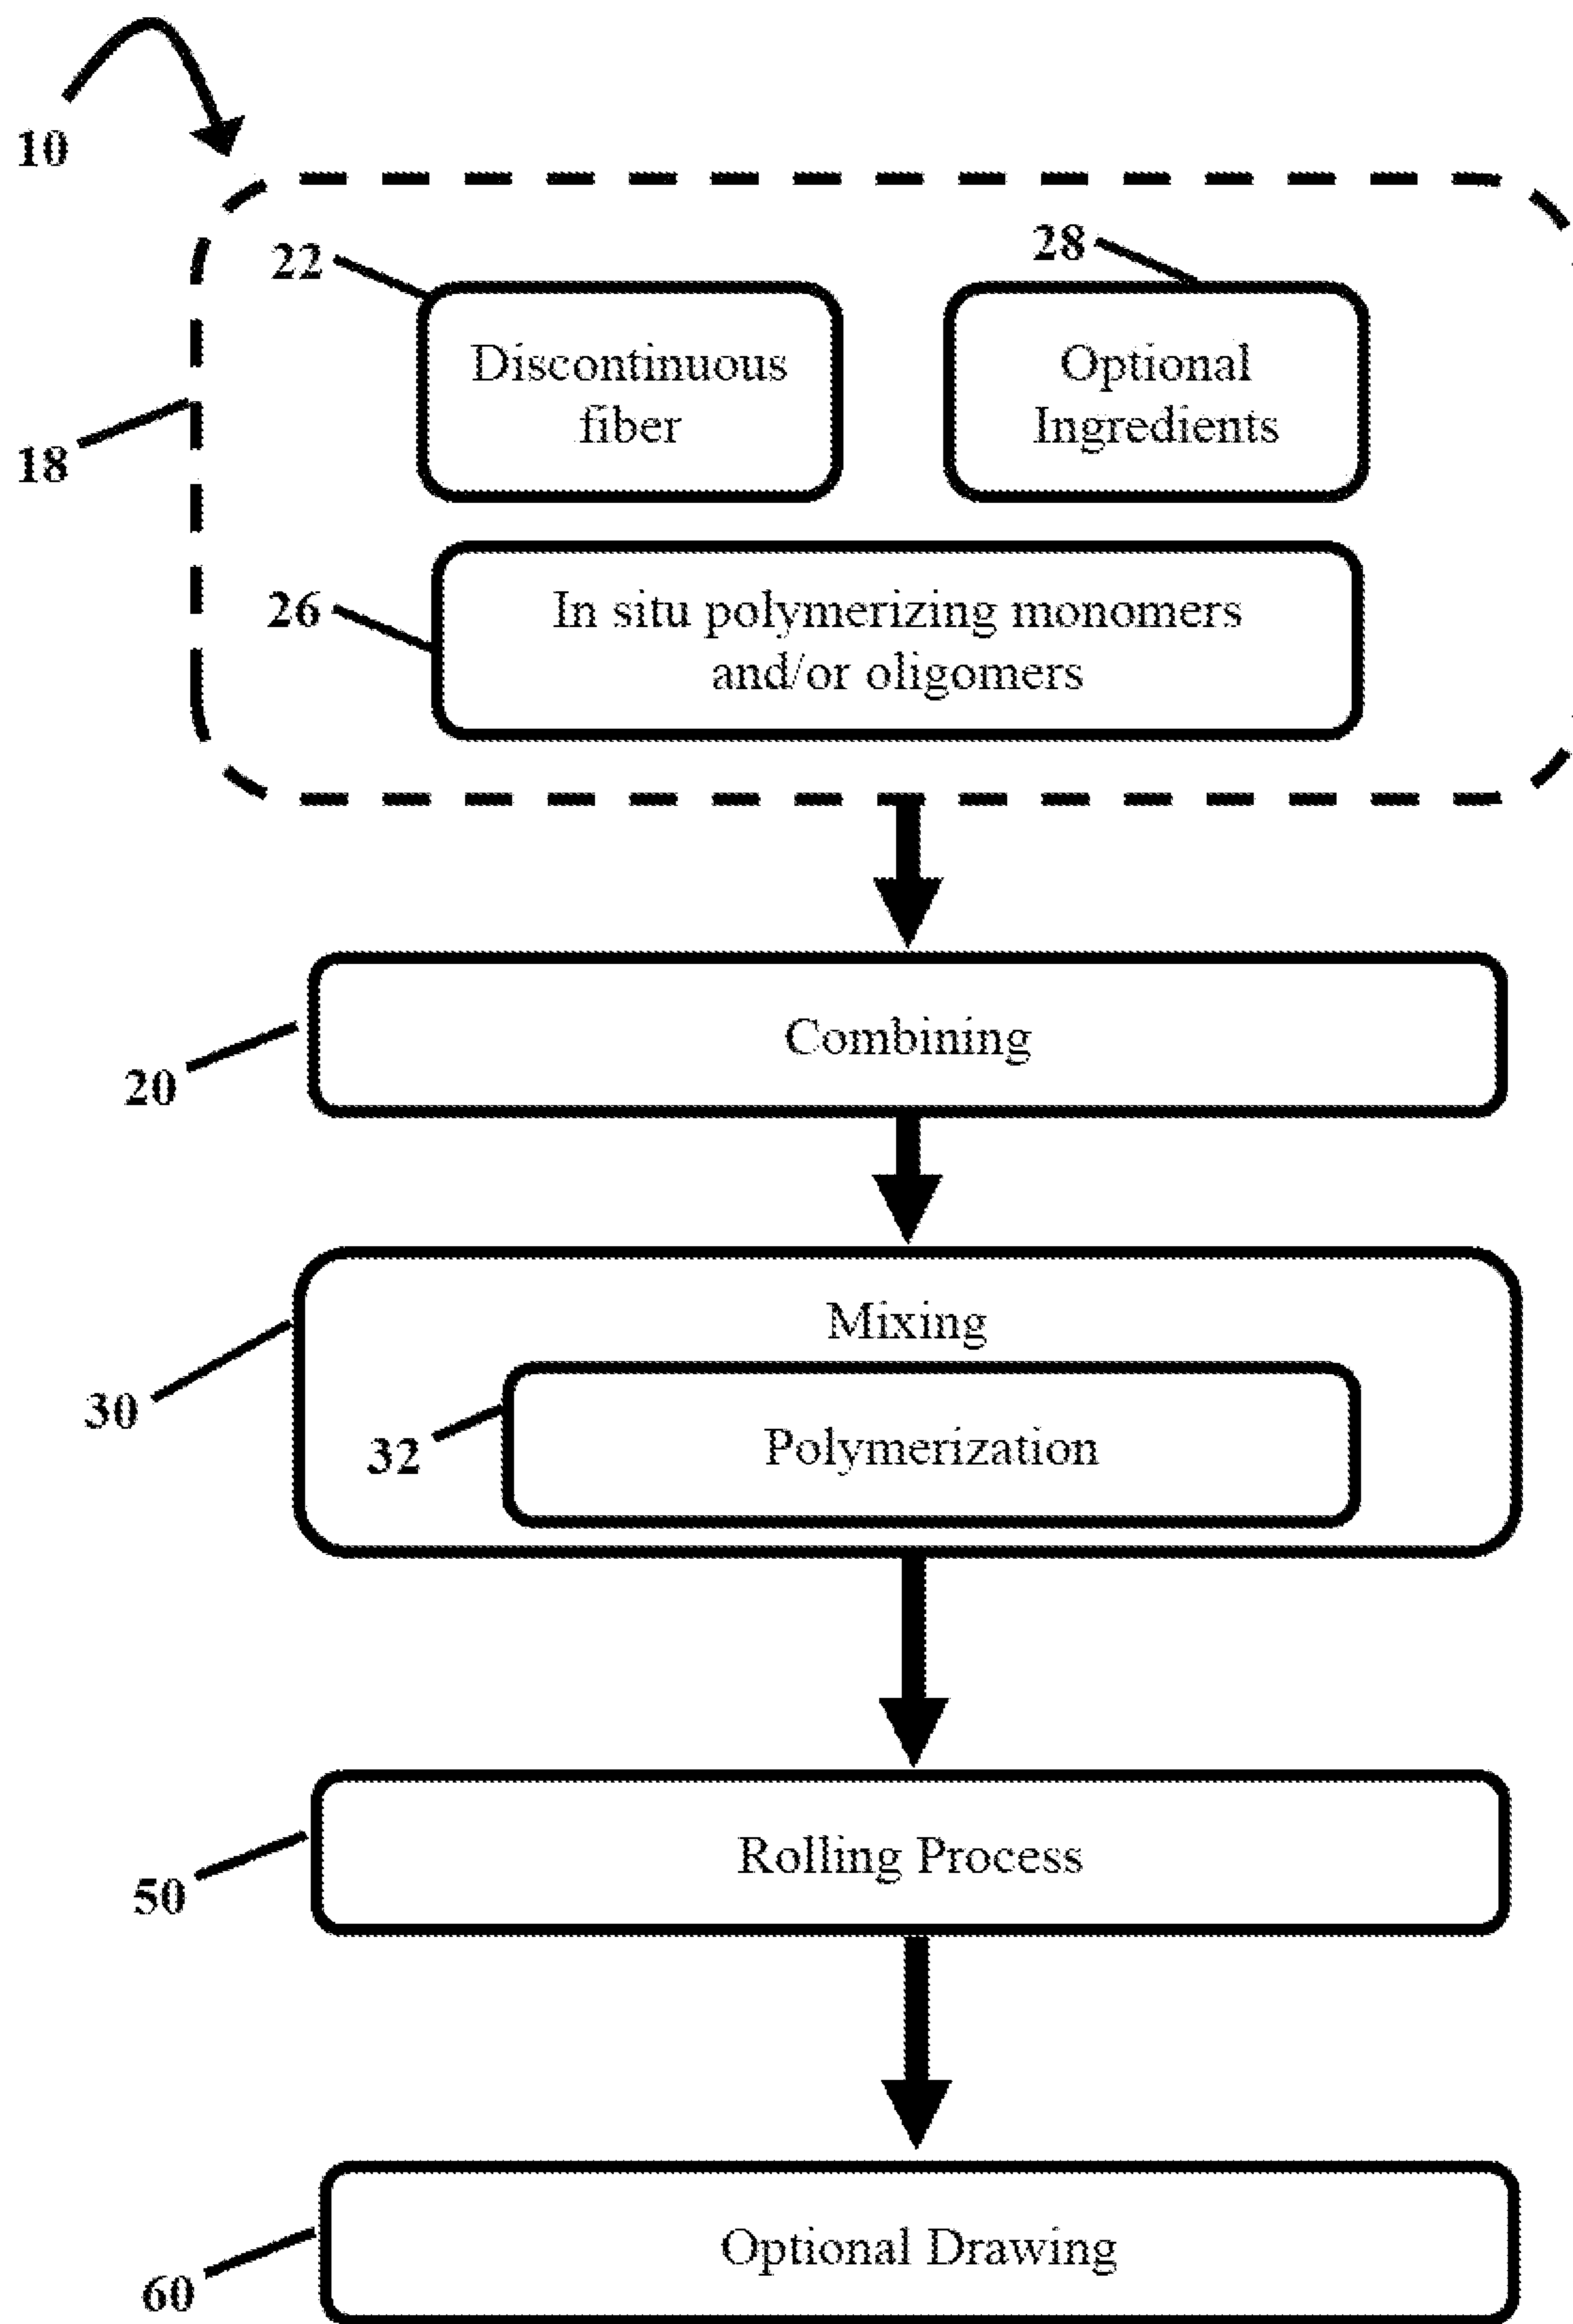 10
22
28
Discontinuous
fiber
Optional
Ingredients
18
26
In situ polymerizing monomers
and/or oligomers
Combining
20
Mixing
30
32
Polymerization
Rolling Process
50
Optional Drawing
60